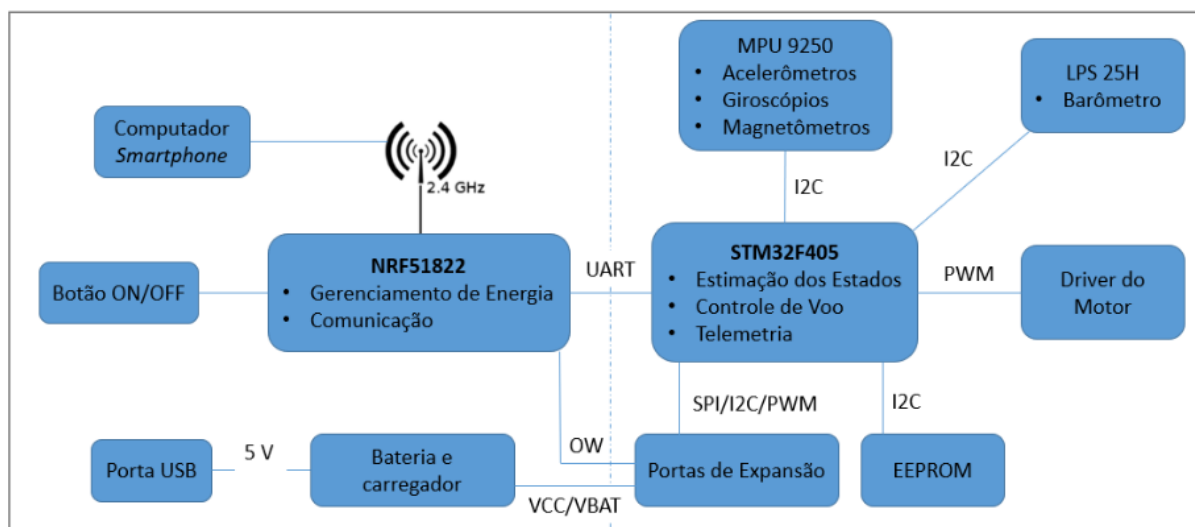 MPU 9250
• Acelerômetros
• Giroscópios
• Magnetômetros
LPS 25H
• Barômetro
Computador
Smartphone
2.4 GHz
I2C
I2C
NRF51822
• Gerenciamento de Energia
• Comunicação
Botão ON/OFF
UART
STM32F405
• Estimação dos Estados
• Controle de Voo
• Telemetria
PWM
Driver do
Motor
SPI/I2C/PWM
I2C
OW
Porta USB
5 V
Bateria e
carregador
VCC/VBAT
Portas de Expansão
EEPROM